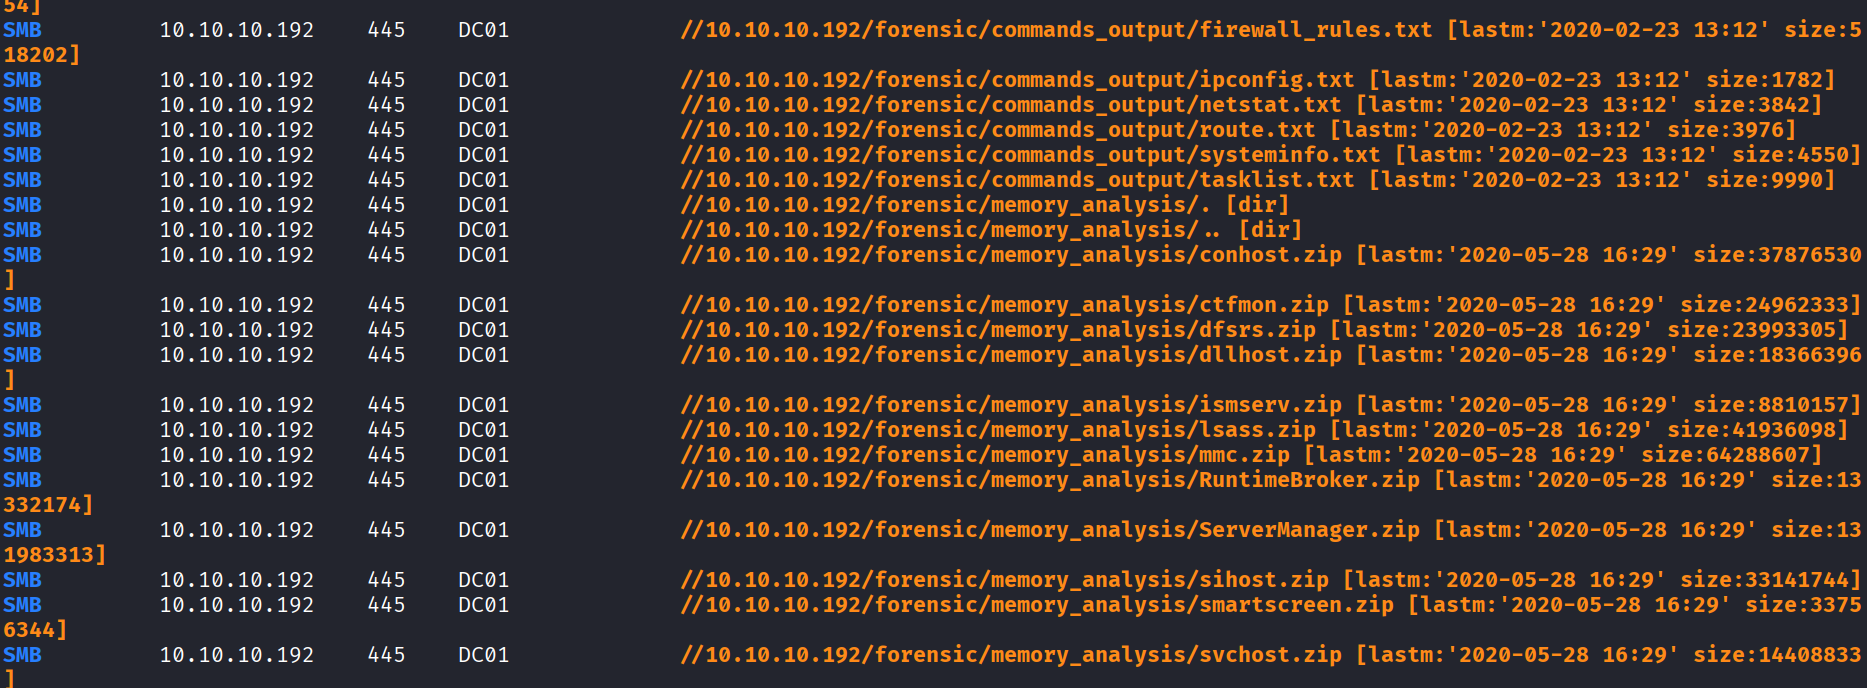 54]
SMB 10.10.10.192 445 DC01 //10.10.10.192/forensic/commands_output/firewall_rules.txt [lastm:'2020-02-23 13:12' size:5
18202]
SMB 10.10.10.192 445 DC01 //10.10.10.192/forensic/commands_output/ipconfig.txt [lastm:'2020-02-23 13:12' size:1782]
SMB 10.10.10.192 445 DC01 //10.10.10.192/forensic/commands_output/netstat.txt [lastm:'2020-02-23 13:12' size:3842]
SMB 10.10.10.192 445 DC01 //10.10.10.192/forensic/commands_output/route.txt [lastm:'2020-02-23 13:12' size:3976]
SMB 10.10.10.192 445 DC01 //10.10.10.192/forensic/commands_output/systeminfo.txt [lastm:'2020-02-23 13:12' size:4550]
SMB 10.10.10.192 445 DC01 //10.10.10.192/forensic/commands_output/tasklist.txt [lastm:'2020-02-23 13:12' size:9990]
SMB 10.10.10.192 445 DC01 //10.10.10.192/forensic/memory_analysis/. [dir]
SMB 10.10.10.192 445 DC01 //10.10.10.192/forensic/memory_analysis/.. [dir]
SMB 10.10.10.192 445 DC01 //10.10.10.192/forensic/memory_analysis/conhost.zip [lastm:'2020-05-28 16:29' size:37876530
]
SMB 10.10.10.192 445 DC01 //10.10.10.192/forensic/memory_analysis/ctfmon.zip [lastm:'2020-05-28 16:29' size:24962333]
SMB 10.10.10.192 445 DC01 //10.10.10.192/forensic/memory_analysis/dfsrs.zip [lastm:'2020-05-28 16:29' size:23993305]
SMB 10.10.10.192 445 DC01 //10.10.10.192/forensic/memory_analysis/dllhost.zip [lastm:'2020-05-28 16:29' size:18366396
]
SMB 10.10.10.192 445 DC01 //10.10.10.192/forensic/memory_analysis/ismserv.zip [lastm:'2020-05-28 16:29' size:8810157]
SMB 10.10.10.192 445 DC01 //10.10.10.192/forensic/memory_analysis/lsass.zip [lastm:'2020-05-28 16:29' size:41936098]
SMB 10.10.10.192 445 DC01 //10.10.10.192/forensic/memory_analysis/mmc.zip [lastm:'2020-05-28 16:29' size:64288607]
SMB 10.10.10.192 445 DC01 //10.10.10.192/forensic/memory_analysis/RuntimeBroker.zip [lastm:'2020-05-28 16:29' size:13
332174]
SMB 10.10.10.192 445 DC01 //10.10.10.192/forensic/memory_analysis/ServerManager.zip [lastm:'2020-05-28 16:29' size:13
1983313]
SMB 10.10.10.192 445 DC01 //10.10.10.192/forensic/memory_analysis/sihost.zip [lastm:'2020-05-28 16:29' size:33141744]
SMB 10.10.10.192 445 DC01 //10.10.10.192/forensic/memory_analysis/smartscreen.zip [lastm:'2020-05-28 16:29' size:3375
6344]
SMB 10.10.10.192 445 DC01 //10.10.10.192/forensic/memory_analysis/svchost.zip [lastm:'2020-05-28 16:29' size:14408833
]